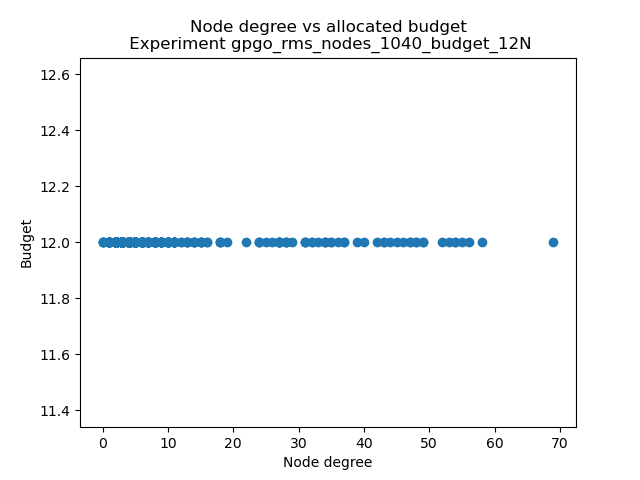 Node degree vs allocated budget
Experiment gpgo_rms_nodes_1040_budget_12N
12.6
12.4
12.2
12.0
11.8
11.6
11.4
Budget
0 10 20 30 40 50 60 70
Node degree